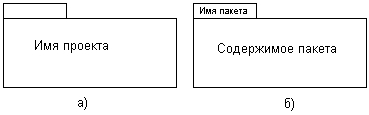 Имя пакета
Имя проекта
Содержимое пакета
а)
б)